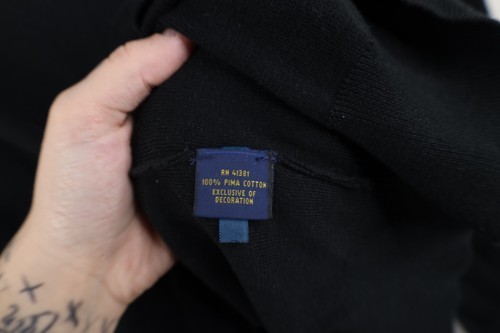 RN 41381
100% PIMA COTTON
EXCLUSIVE OF
DECORATION